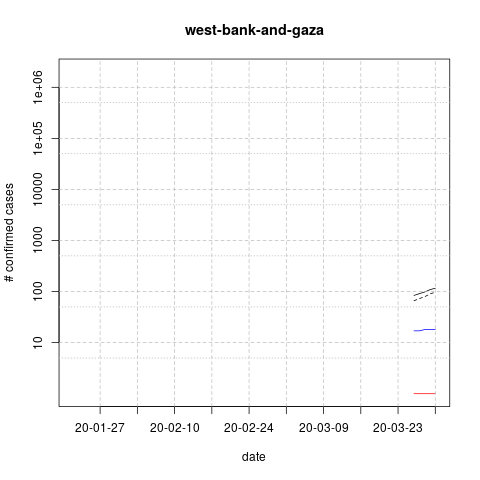 west-bank-and-gaza
# confirmed cases
1e+06
1e+05
10000
1000
100
10
20-01-27
20-02-10
20-02-24
20-03-09
20-03-23
date